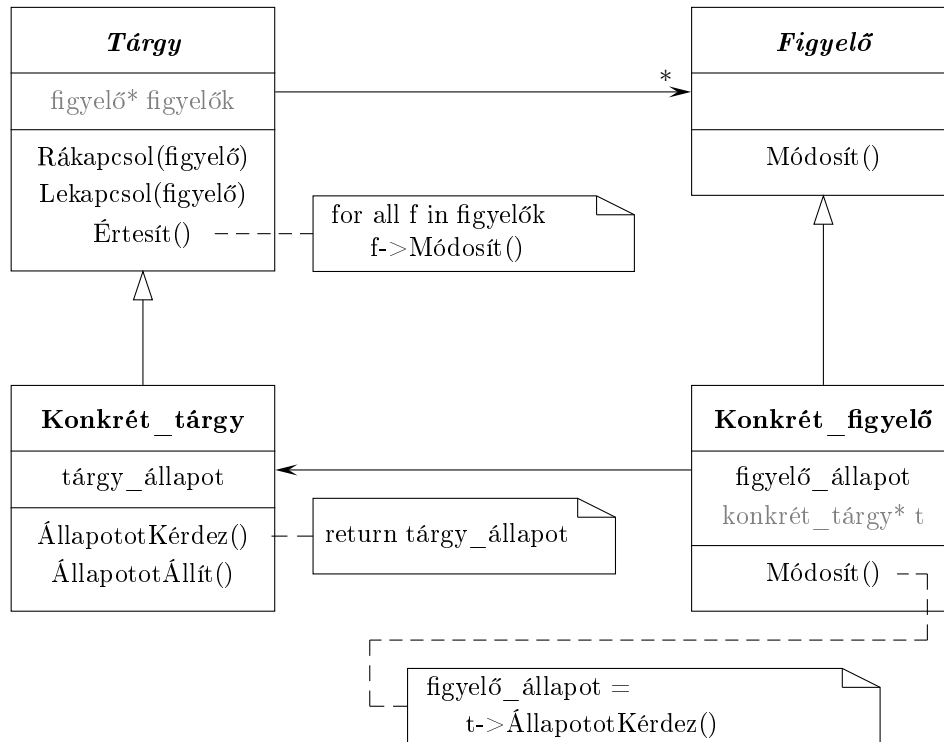 Tárgy
figyelő* figyelők
Rákapcsol(figyelő)
Lekapcsol(figyelő)
Értesít()
*
Figyelő
Módosít()
for all f in figyelők
f->Módosít()
Konkrét_tárgy
tárgy_állapot
ÁllapototKérdez()
ÁllapototÁllít()
return tárgy_állapot
Konkrét_figyelő
figyelő_állapot
konkrét_tárgy* t
Módosít()
figyelő_állapot =
t->ÁllapototKérdez()